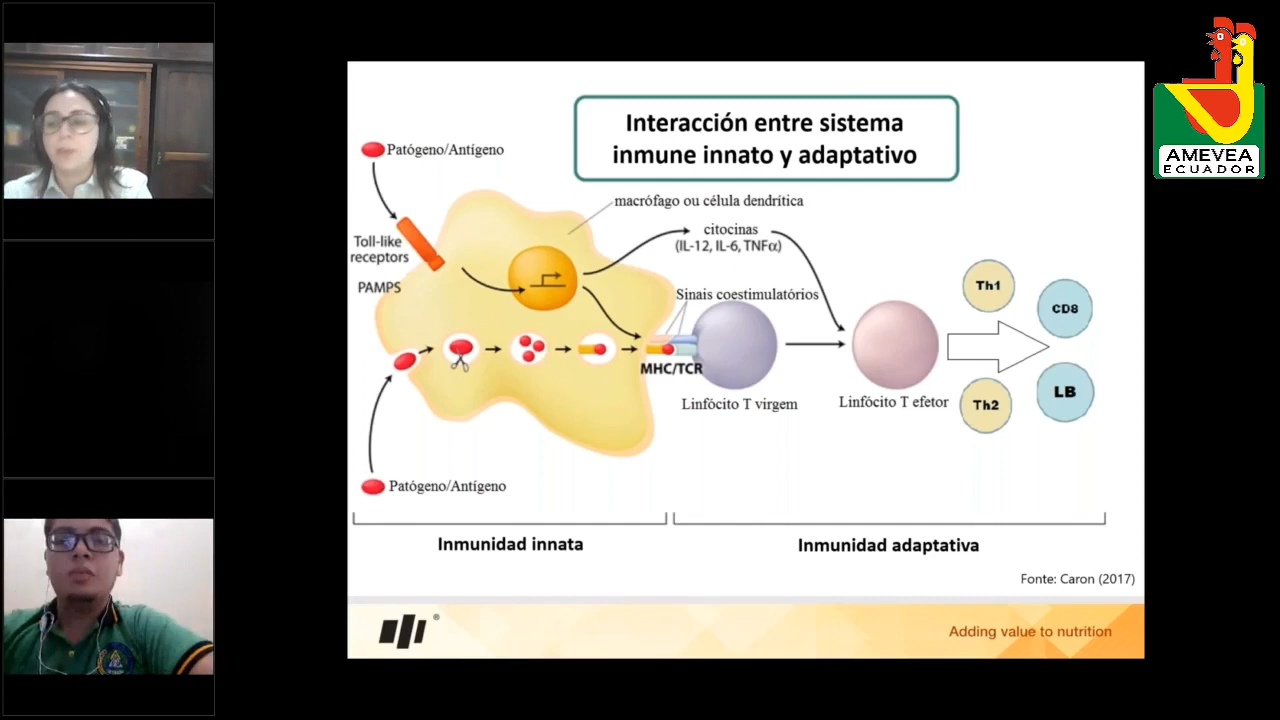 Interacción entre sistema
inmune innato y adaptativo
Patógeno/Antígeno
macrófago ou célula dendrítica
Toll-like
receptors
PAMPS
citocinas
(IL-12, IL-6, TNFα)
Sinais coestimulatórios
MHC/TCR
Linfócito T virgem
Linfócito T efetor
Th1
CD8
Th2
LB
Patógeno/Antígeno
Inmunidad innata
Inmunidad adaptativa
Fonte: Caron (2017)
®
Adding value to nutrition
AMEVEA
ECUADOR